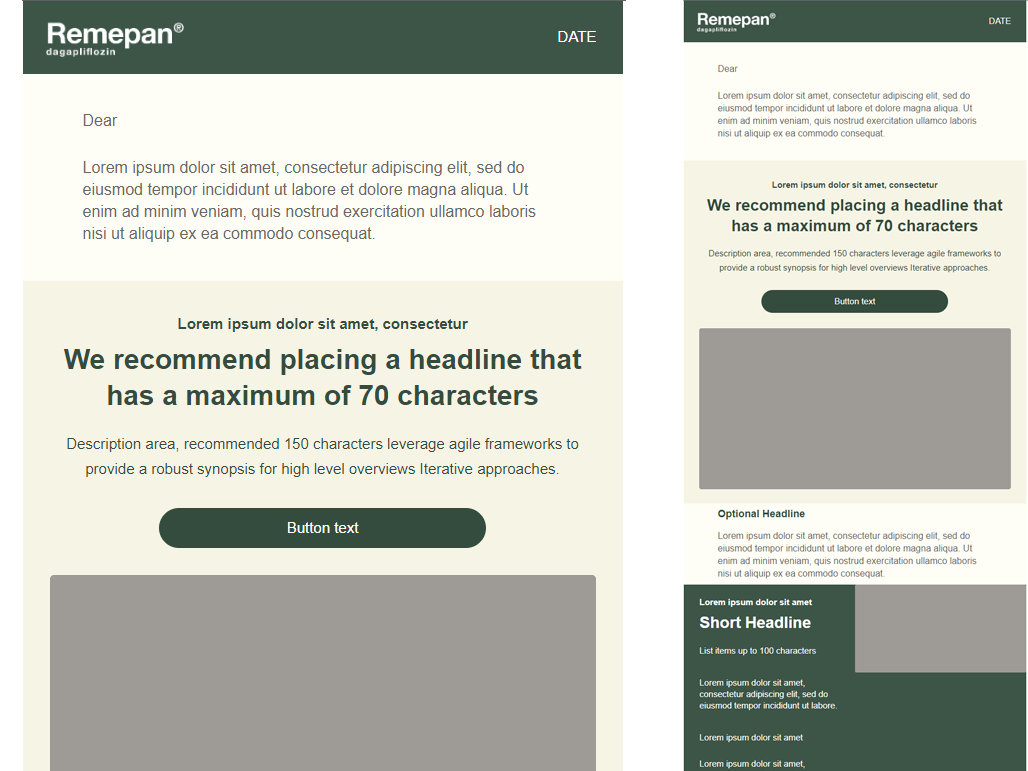 Remepan®
dagapliflozin
DATE
Dear
Lorem ipsum dolor sit amet, consectetur adipiscing elit, sed do
eiusmod tempor incididunt ut labore et dolore magna aliqua. Ut
enim ad minim veniam, quis nostrud exercitation ullamco laboris
nisi ut aliquip ex ea commodo consequat.
Lorem ipsum dolor sit amet, consectetur
We recommend placing a headline that
has a maximum of 70 characters
Description area, recommended 150 characters leverage agile frameworks to
provide a robust synopsis for high level overviews Iterative approaches.
Button text
Remepan®
dagapliflozin
DATE
Dear
Lorem ipsum dolor sit amet, consectetur adipiscing elit, sed do
eiusmod tempor incididunt ut labore et dolore magna aliqua. Ut
enim ad minim veniam, quis nostrud exercitation ullamco laboris
nisi ut aliquip ex ea commodo consequat.
Lorem ipsum dolor sit amet, consectetur
We recommend placing a headline that
has a maximum of 70 characters
Description area, recommended 150 characters leverage agile frameworks to
provide a robust synopsis for high level overviews Iterative approaches.
Button text
Optional Headline
Lorem ipsum dolor sit amet, consectetur adipiscing elit, sed do
eiusmod tempor incididunt ut labore et dolore magna aliqua. Ut
enim ad minim veniam, quis nostrud exercitation ullamco laboris
nisi ut aliquip ex ea commodo consequat.
Lorem ipsum dolor sit amet
Short Headline
List items up to 100 characters
Lorem ipsum dolor sit amet,
consectetur adipiscing elit, sed do
eiusmod tempor incididunt ut labore.
Lorem ipsum dolor sit amet
Lorem ipsum dolor sit amet,